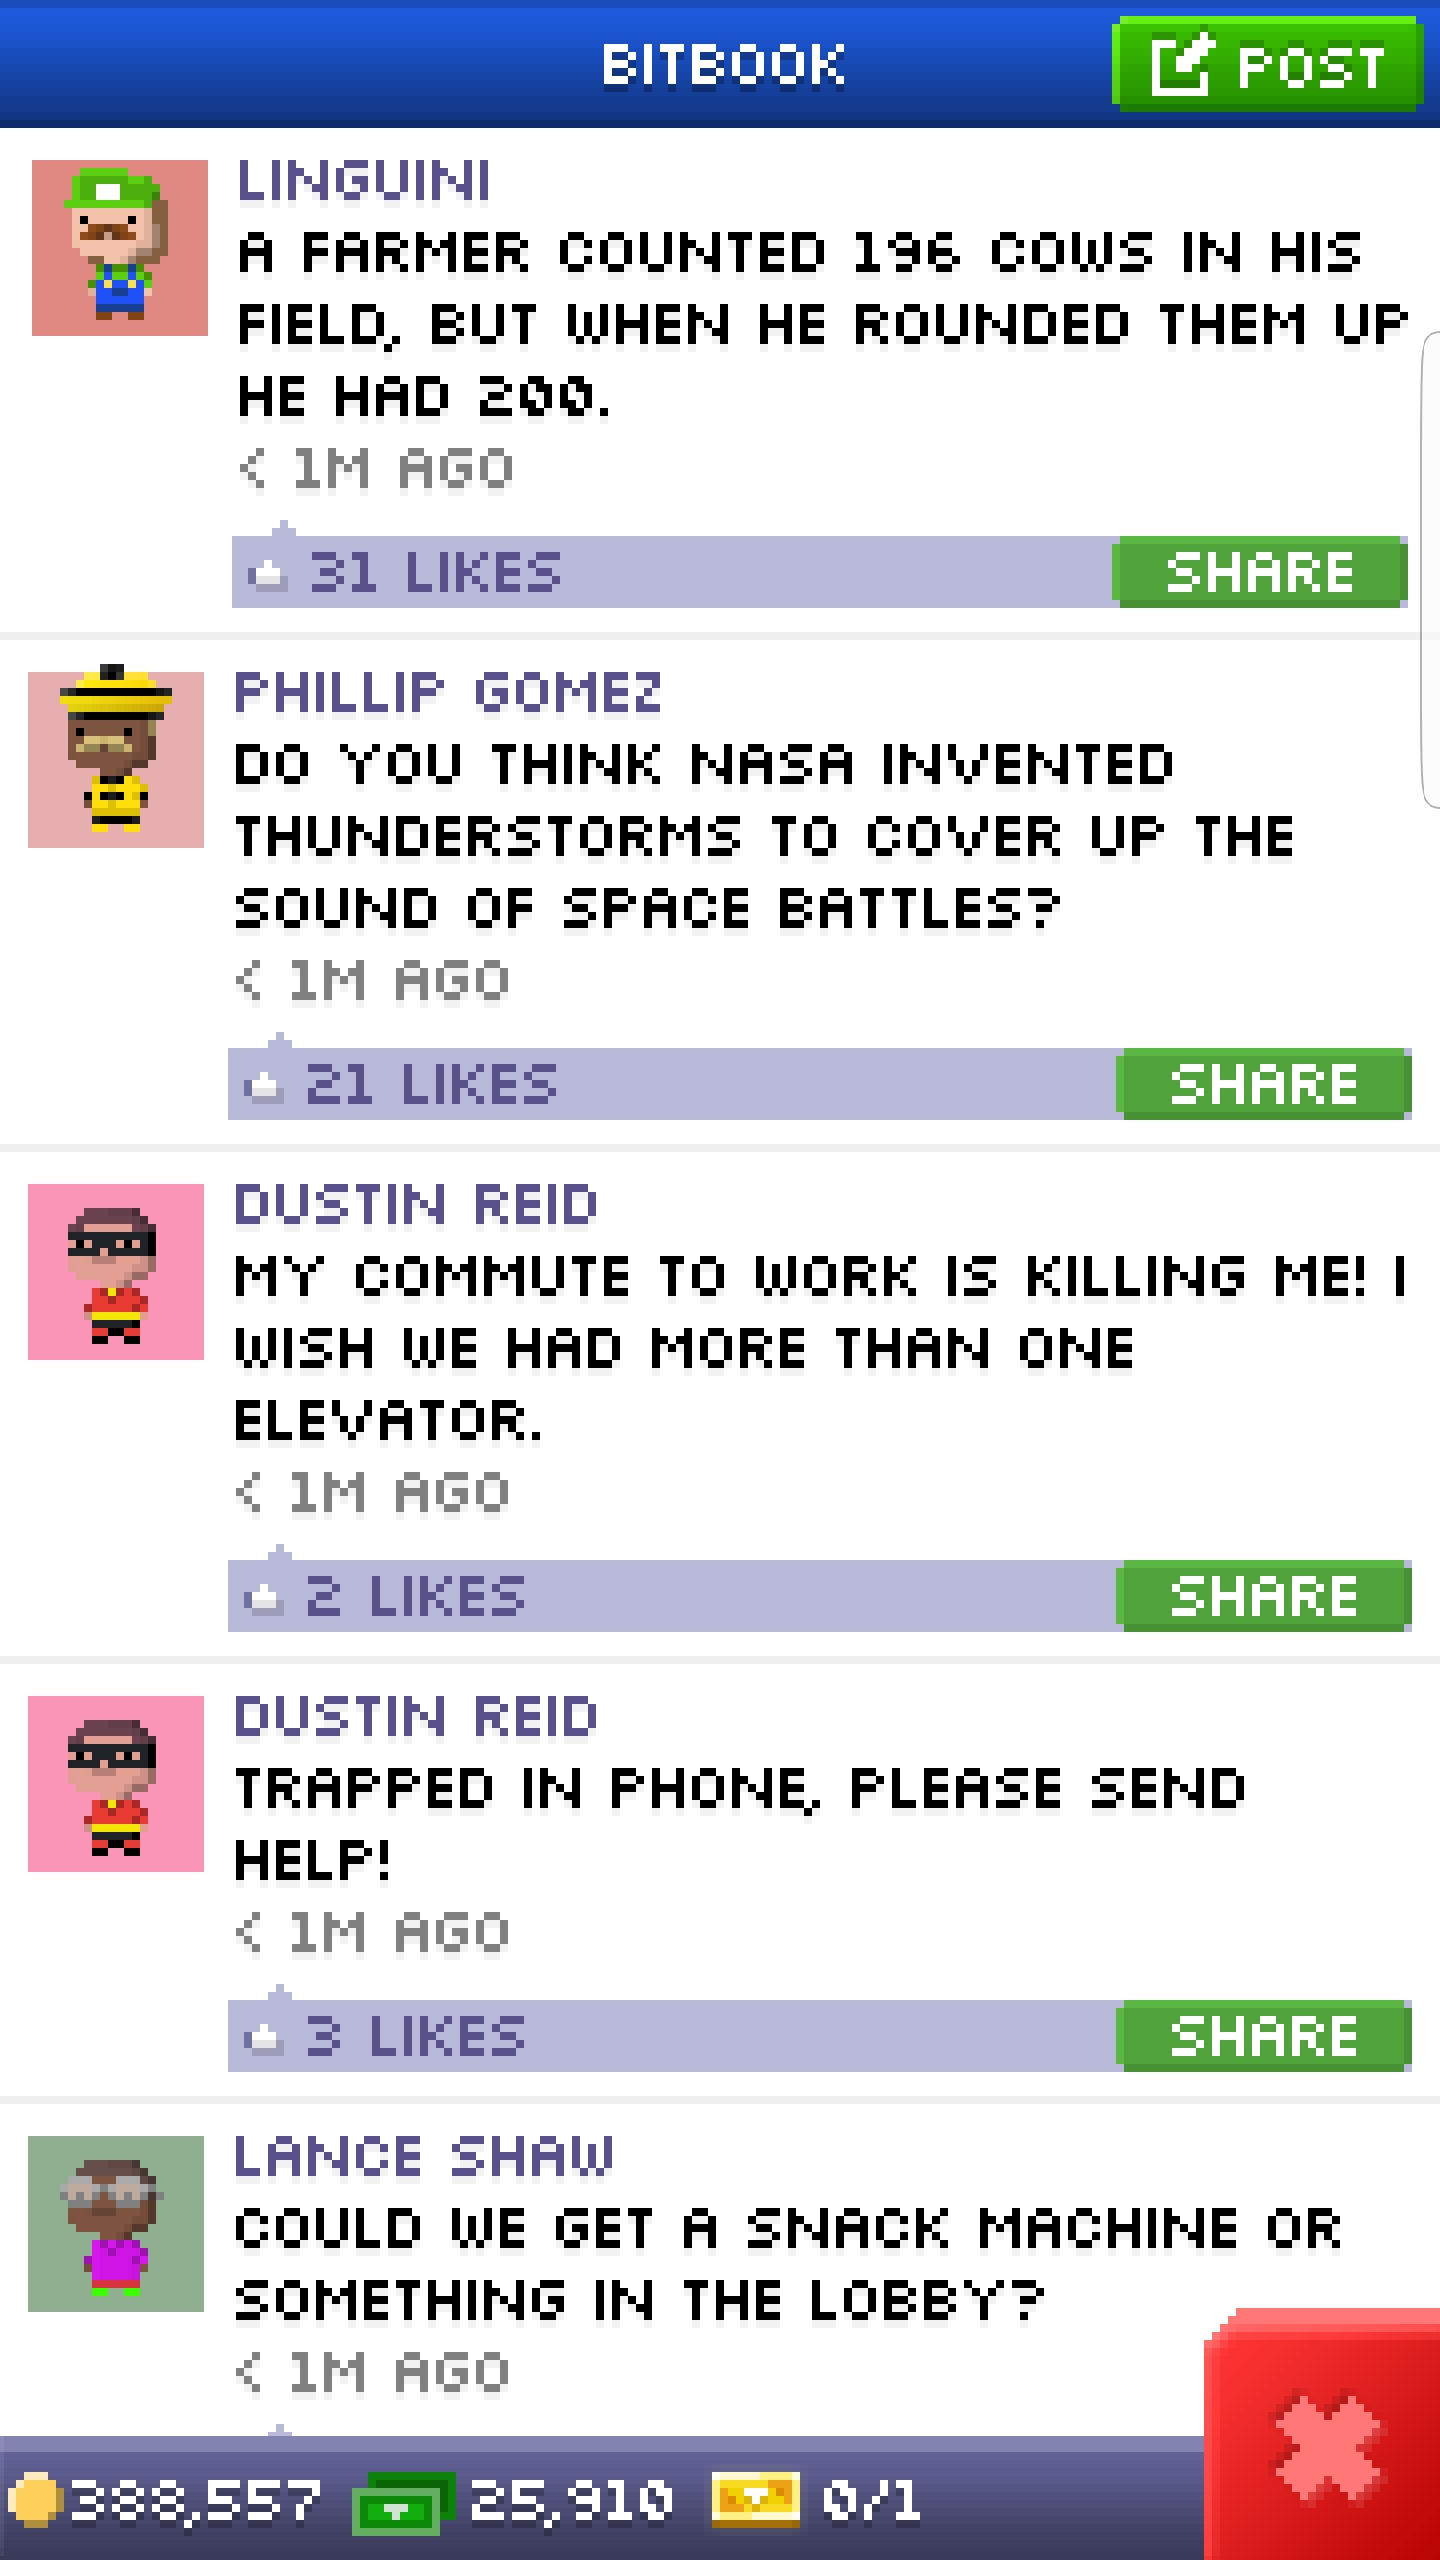 BITBOOK
POST
LINGUINI
A FARMER COUNTED 196 COWS IN HIS
FIELD, BUT WHEN HE ROUNDED THEM UP
HE HAD 200.
< 1M AGO
31 LIKES
SHARE
PHILLIP GOMEZ
DO YOU THINK NASA INVENTED
THUNDERSTORMS TO COVER UP THE
SOUND OF SPACE BATTLES?
< 1M AGO
21 LIKES
SHARE
DUSTIN REID
MY COMMUTE TO WORK IS KILLING ME! I
WISH WE HAD MORE THAN ONE
ELEVATOR.
< 1M AGO
2 LIKES
SHARE
DUSTIN REID
TRAPPED IN PHONE, PLEASE SEND
HELP!
< 1M AGO
3 LIKES
SHARE
LANCE SHAW
COULD WE GET A SNACK MACHINE OR
SOMETHING IN THE LOBBY?
< 1M AGO
388,557 25,910 0/1